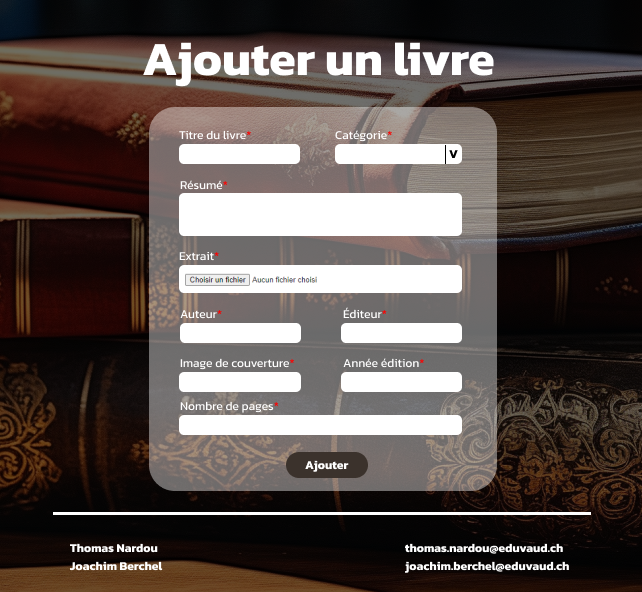 Ajouter un livre
Titre du livre* Catégorie*
V
Résumé*
Extrait*
Choisir un fichier Aucun fichier choisi
Auteur* Éditeur*
Image de couverture* Année édition*
Nombre de pages*
Ajouter
Thomas Nardou thomas.nardou@eduvaud.ch
Joachim Berchel joachim.berchel@eduvaud.ch